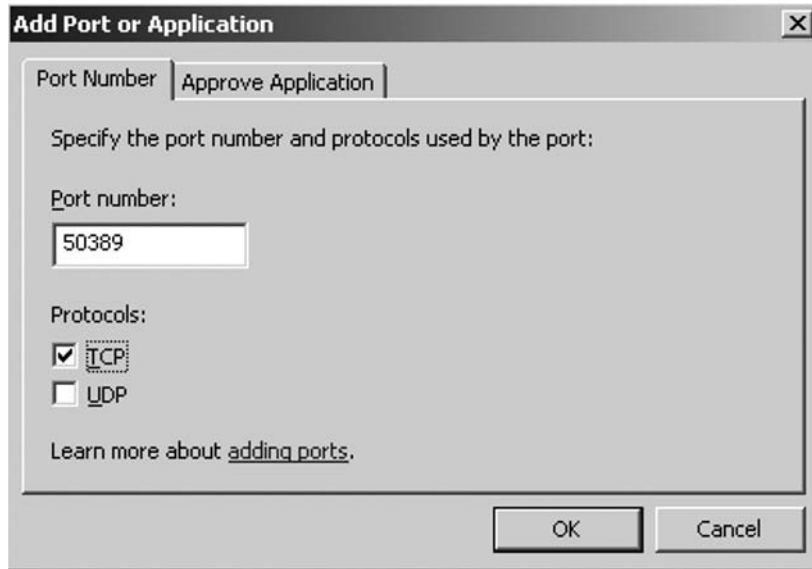 Add Port or Application
Port Number Approve Application
Specify the port number and protocols used by the port:
Port number:
50389
Protocols:
TCP
UDP
Learn more about adding ports.
OK Cancel